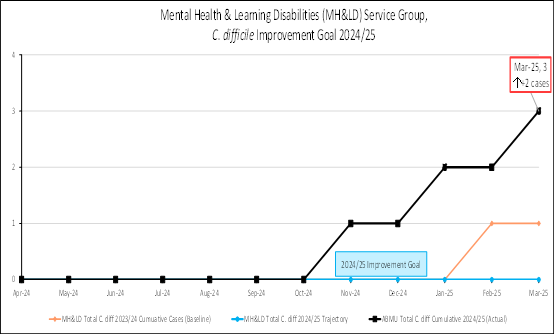 Mental Health & Learning Disabilities (MH&LD) Service Group,
C. difficile Improvement Goal 2024/25
Mar-25, 3
↑+2 cases
4
3
2
1
0
2024/25 Improvement Goal
Apr-24 May-24 Jun-24 Jul-24 Aug-24 Sep-24 Oct-24 Nov-24 Dec-24 Jan-25 Feb-25 Mar-25
MH&LD Total C. diff 2023/24 Cumuative Cases (Baseline) MH&LD Total C. diff 2024/25 Trajectory ABMU Total C. diff Cumulative 2024/25 (Actual)